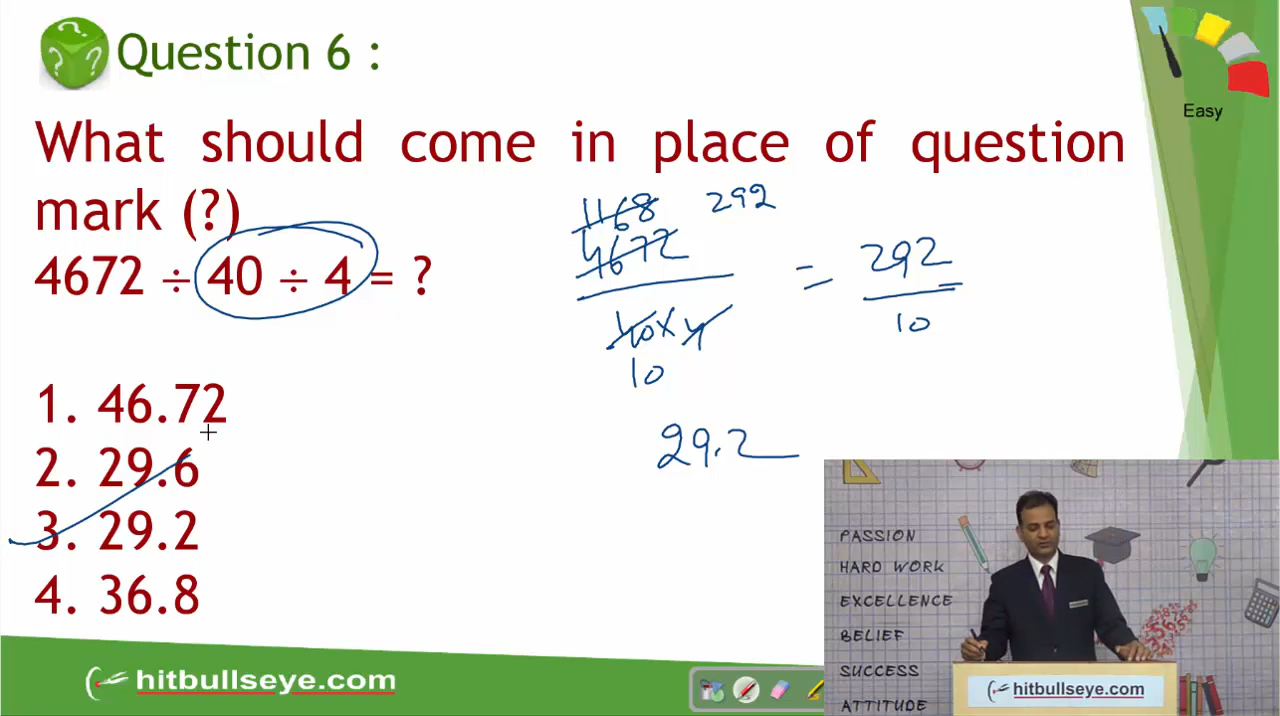 Question 6 :
Easy
What should come in place of question
mark (?)
4672 ÷ 40 ÷ 4 = ?
1168 292
4672
40 x 4
10
= 292
10
29.2
1. 46.72
2. 29.6
3. 29.2
4. 36.8
PASSION
HARD WORK
EXCELLENCE
BELIEF
SUCCESS
ATTITUDE
hitbullseye.com
hitbullseye.com